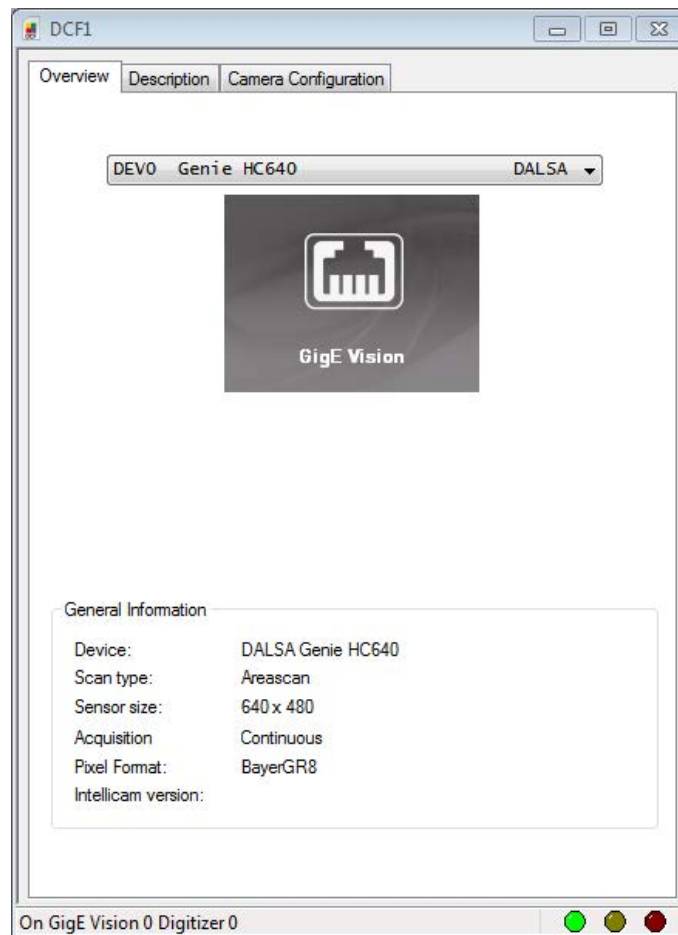 DCF1
Overview Description Camera Configuration
DEV0 Genie HC640 DALSA
GigE Vision
General Information
Device: DALSA Genie HC640
Scan type: Areascan
Sensor size: 640 x 480
Acquisition Continuous
Pixel Format: BayerGR8
Intellicam version:
On GigE Vision 0 Digitizer 0